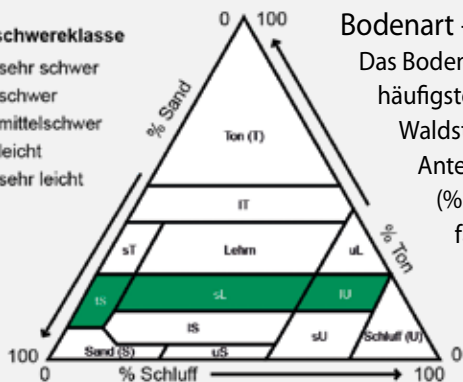 schwereklasse
sehr schwer
schwer
mittelschwer
leicht
sehr leicht
0 100
% Sand
Ton (T)
lT
sT
Lehm
uL
% Ton
tS
sL
lU
lS
sU
Schluff (U)
Sand (S)
uS
100
0
0
% Schluff
100
Bodenart
Das Boden
häufigste
Waldst
Ante
(%
f